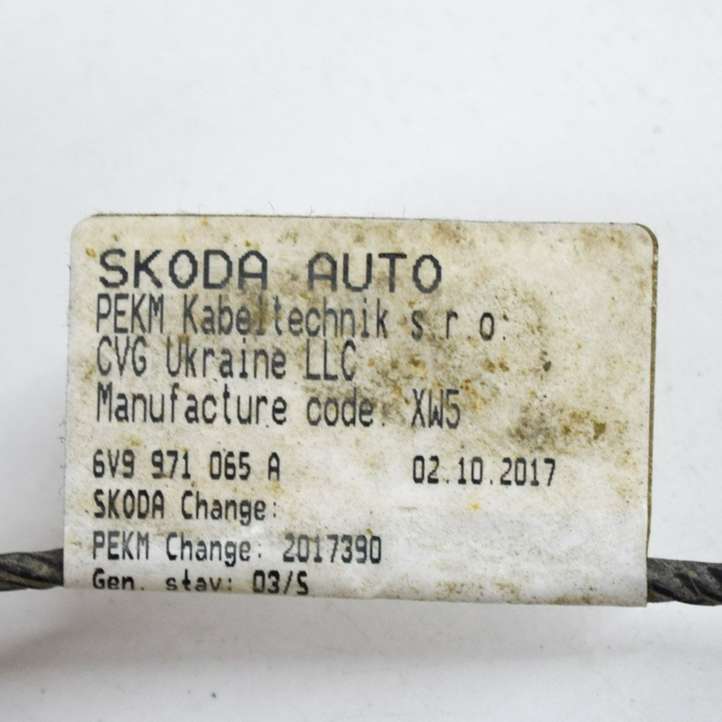 SKODA AUTO
PEKM Kabeltechnik s.r.o.
CVG Ukraine LLC
Manufacture code: XW5
6V9 971 065 A 02.10.2017
SKODA Change:
PEKM Change: 2017390
Gen. stav: 03/S